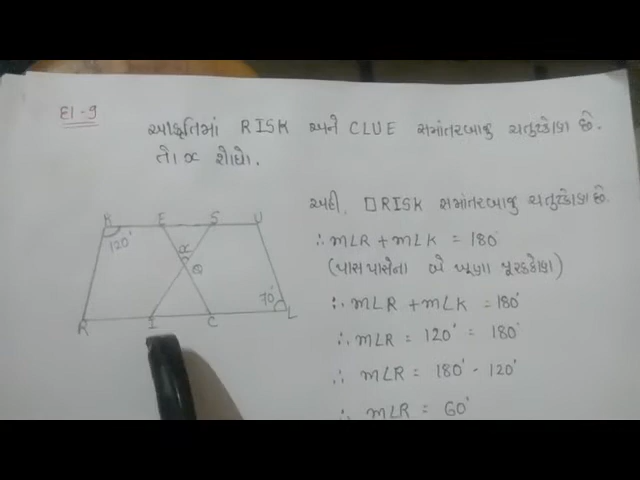 દા-9
આકૃતિમાં RISK અને CLUE સમાંતરબાજુ ચતુષ્કોણ છે.
તો x શોધો.
K E S U
120°
x
Q
70°
R I C L
અહીં, □RISK સમાંતરબાજુ ચતુષ્કોણ છે.
∴ m∠R + m∠K = 180°
(પાસપાસેના બે ખૂણા પૂરકકોણ)
∴ m∠R + m∠K = 180°
∴ m∠R = 120° = 180°
∴ m∠R = 180° - 120°
∴ m∠R = 60°